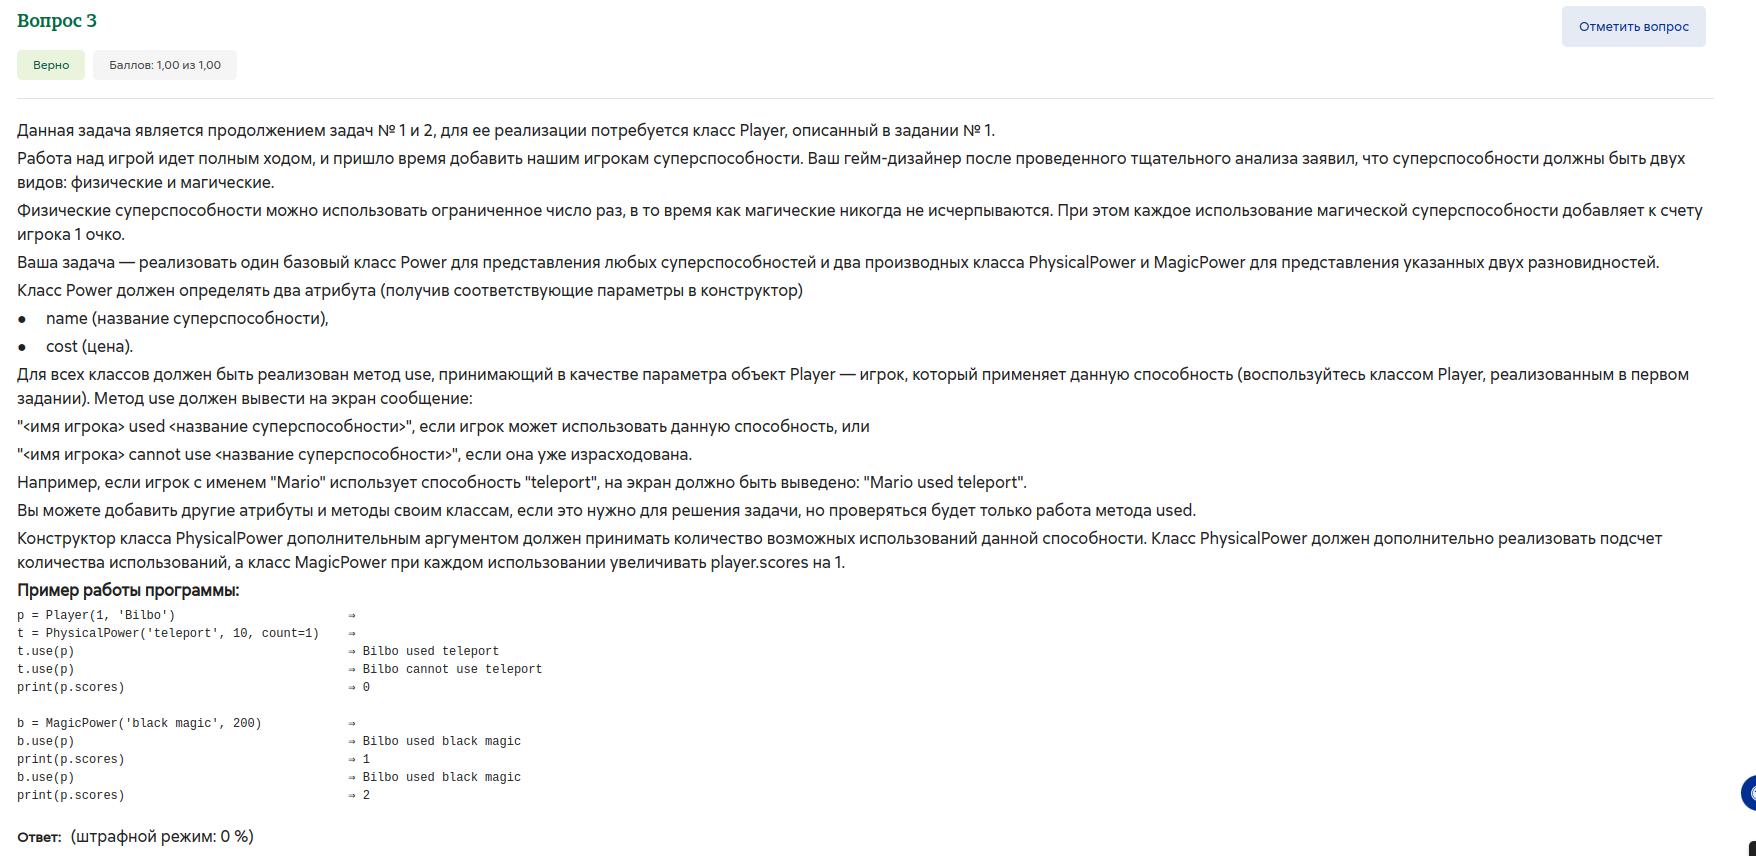 Вопрос 3
Отметить вопрос
Верно
Баллов: 1,00 из 1,00
Данная задача является продолжением задач № 1 и 2, для ее реализации потребуется класс Player, описанный в задании № 1.
Работа над игрой идет полным ходом, и пришло время добавить нашим игрокам суперспособности. Ваш гейм-дизайнер после проведенного тщательного анализа заявил, что суперспособности должны быть двух
видов: физические и магические.
Физические суперспособности можно использовать ограниченное число раз, в то время как магические никогда не исчерпываются. При этом каждое использование магической суперспособности добавляет к счету
игрока 1 очко.
Ваша задача — реализовать один базовый класс Power для представления любых суперспособностей и два производных класса PhysicalPower и MagicPower для представления указанных двух разновидностей.
Класс Power должен определять два атрибута (получив соответствующие параметры в конструктор)
● name (название суперспособности),
● cost (цена).
Для всех классов должен быть реализован метод use, принимающий в качестве параметра объект Player — игрок, который применяет данную способность (воспользуйтесь классом Player, реализованным в первом
задании). Метод use должен вывести на экран сообщение:
"<имя игрока> used <название суперспособности>", если игрок может использовать данную способность, или
"<имя игрока> cannot use <название суперспособности>", если она уже израсходована.
Например, если игрок с именем "Mario" использует способность "teleport", на экран должно быть выведено: "Mario used teleport".
Вы можете добавить другие атрибуты и методы своим классам, если это нужно для решения задачи, но проверяться будет только работа метода used.
Конструктор класса PhysicalPower дополнительным аргументом должен принимать количество возможных использований данной способности. Класс PhysicalPower должен дополнительно реализовать подсчет
количества использований, а класс MagicPower при каждом использовании увеличивать player.scores на 1.
Пример работы программы:
p = Player(1, 'Bilbo') ⇒
t = PhysicalPower('teleport', 10, count=1) ⇒
t.use(p) ⇒ Bilbo used teleport
t.use(p) ⇒ Bilbo cannot use teleport
print(p.scores) ⇒ 0
b = MagicPower('black magic', 200) ⇒
b.use(p) ⇒ Bilbo used black magic
print(p.scores) ⇒ 1
b.use(p) ⇒ Bilbo used black magic
print(p.scores) ⇒ 2
Ответ: (штрафной режим: 0 %)